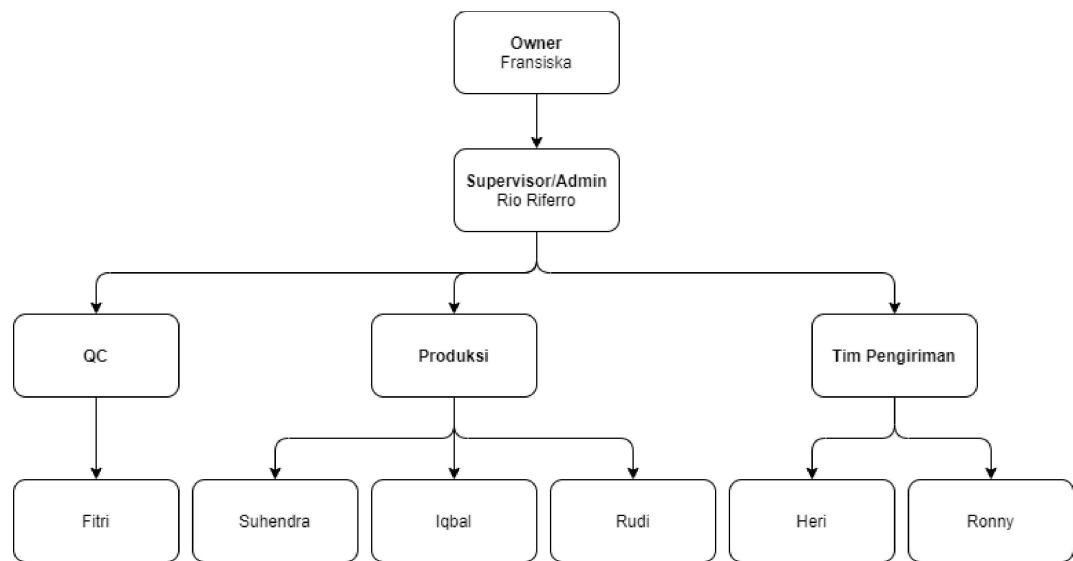 Owner
Fransiska
Supervisor/Admin
Rio Riferro
QC
Produksi
Tim Pengiriman
Fitri
Suhendra
Iqbal
Rudi
Heri
Ronny